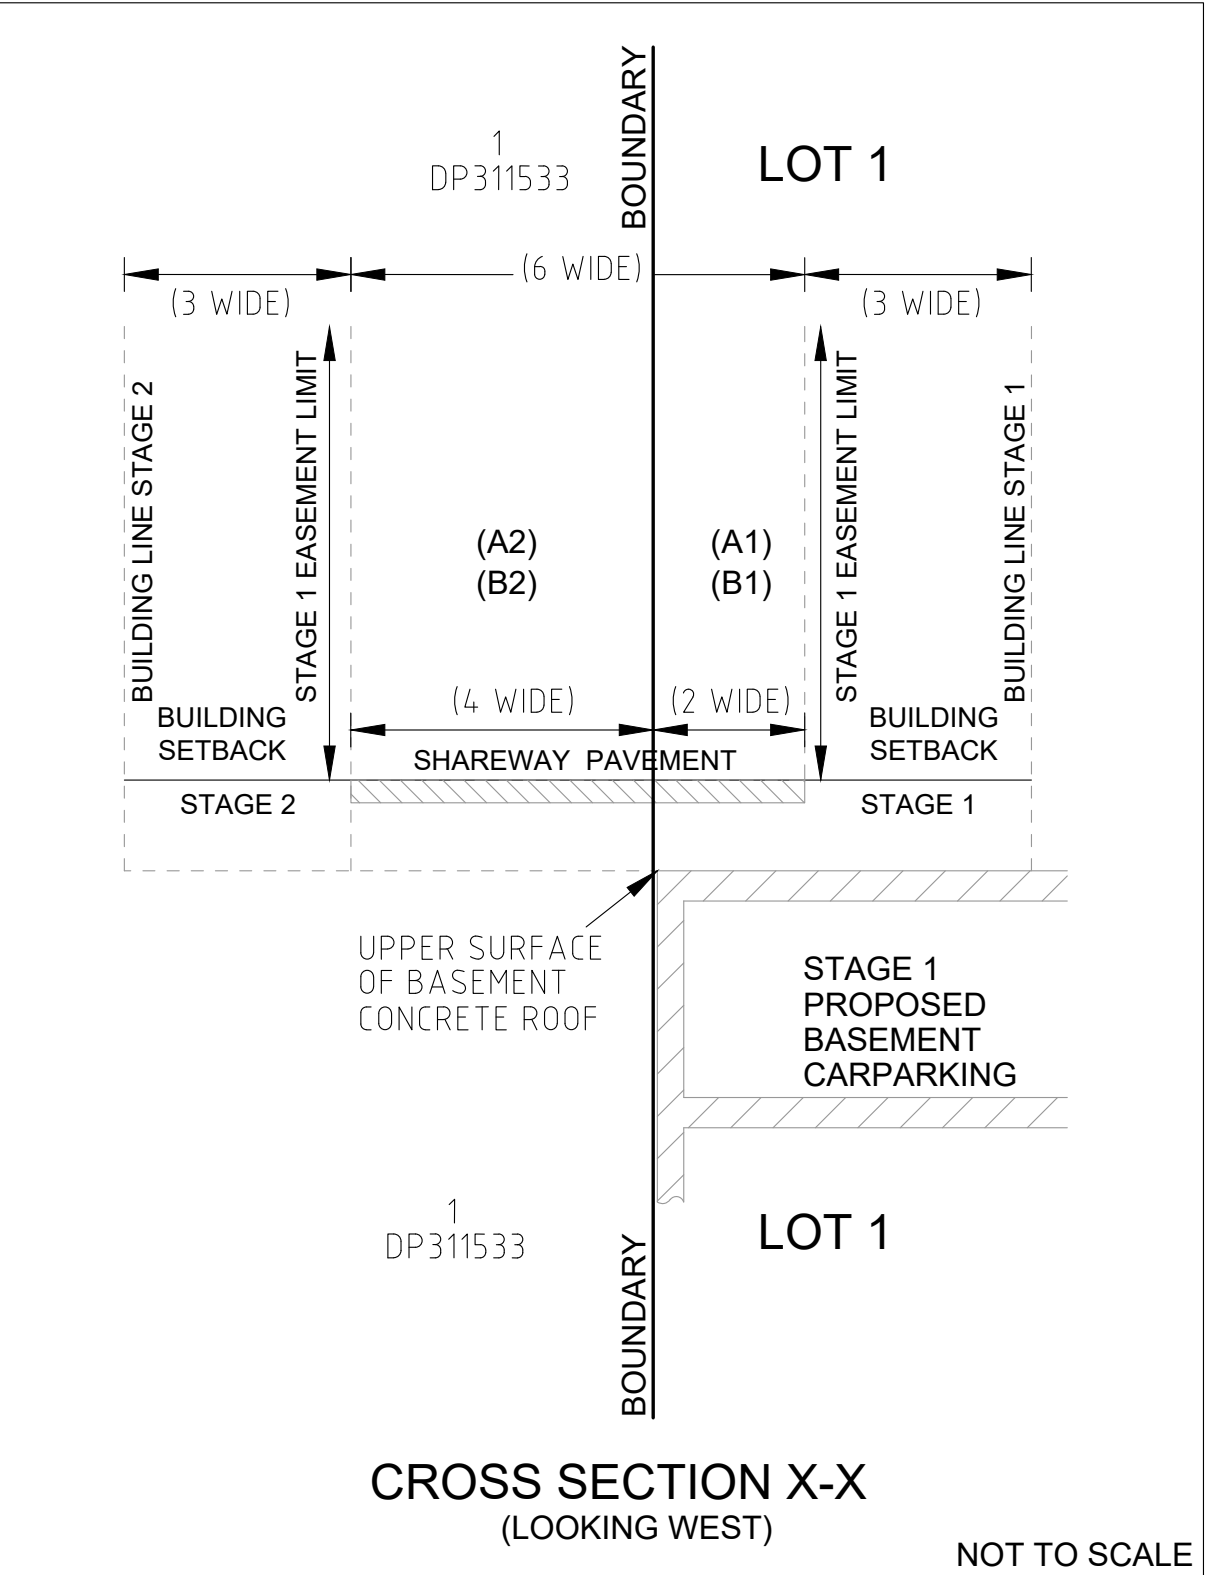 BOUNDARY
1
DP311533
LOT 1
(6 WIDE)
(3 WIDE)
(3 WIDE)
BUILDING LINE STAGE 2
STAGE 1 EASEMENT LIMIT
STAGE 1 EASEMENT LIMIT
BUILDING LINE STAGE 1
(A2)
(B2)
(A1)
(B1)
(4 WIDE)
(2 WIDE)
BUILDING
SETBACK
BUILDING
SETBACK
SHAREWAY PAVEMENT
STAGE 2
STAGE 1
UPPER SURFACE
OF BASEMENT
CONCRETE ROOF
STAGE 1
PROPOSED
BASEMENT
CARPARKING
1
DP311533
LOT 1
BOUNDARY
CROSS SECTION X-X
(LOOKING WEST)
NOT TO SCALE